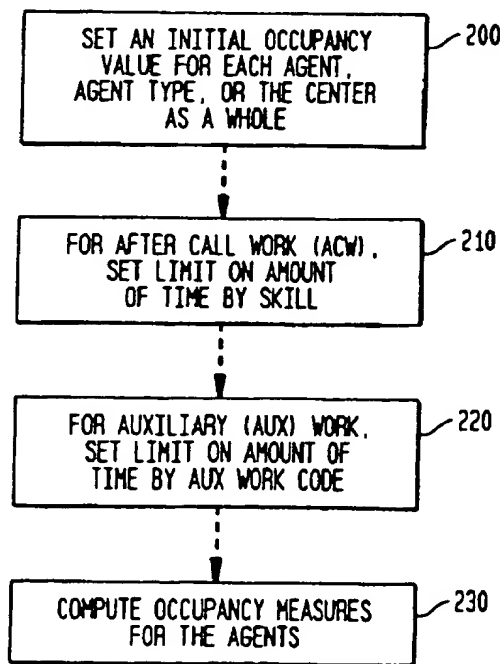 SET AN INITIAL OCCUPANCY
VALUE FOR EACH AGENT,
AGENT TYPE, OR THE CENTER
AS A WHOLE
200
FOR AFTER CALL WORK (ACW),
SET LIMIT ON AMOUNT
OF TIME BY SKILL
210
FOR AUXILIARY (AUX) WORK,
SET LIMIT ON AMOUNT OF
TIME BY AUX WORK CODE
220
COMPUTE OCCUPANCY MEASURES
FOR THE AGENTS
230